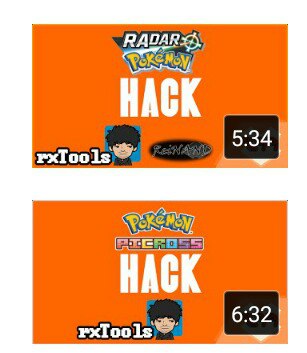 RADAR
POKéMON
HACK
rxTools
5:34
POKéMON
PICROSS
HACK
rxTools
6:32